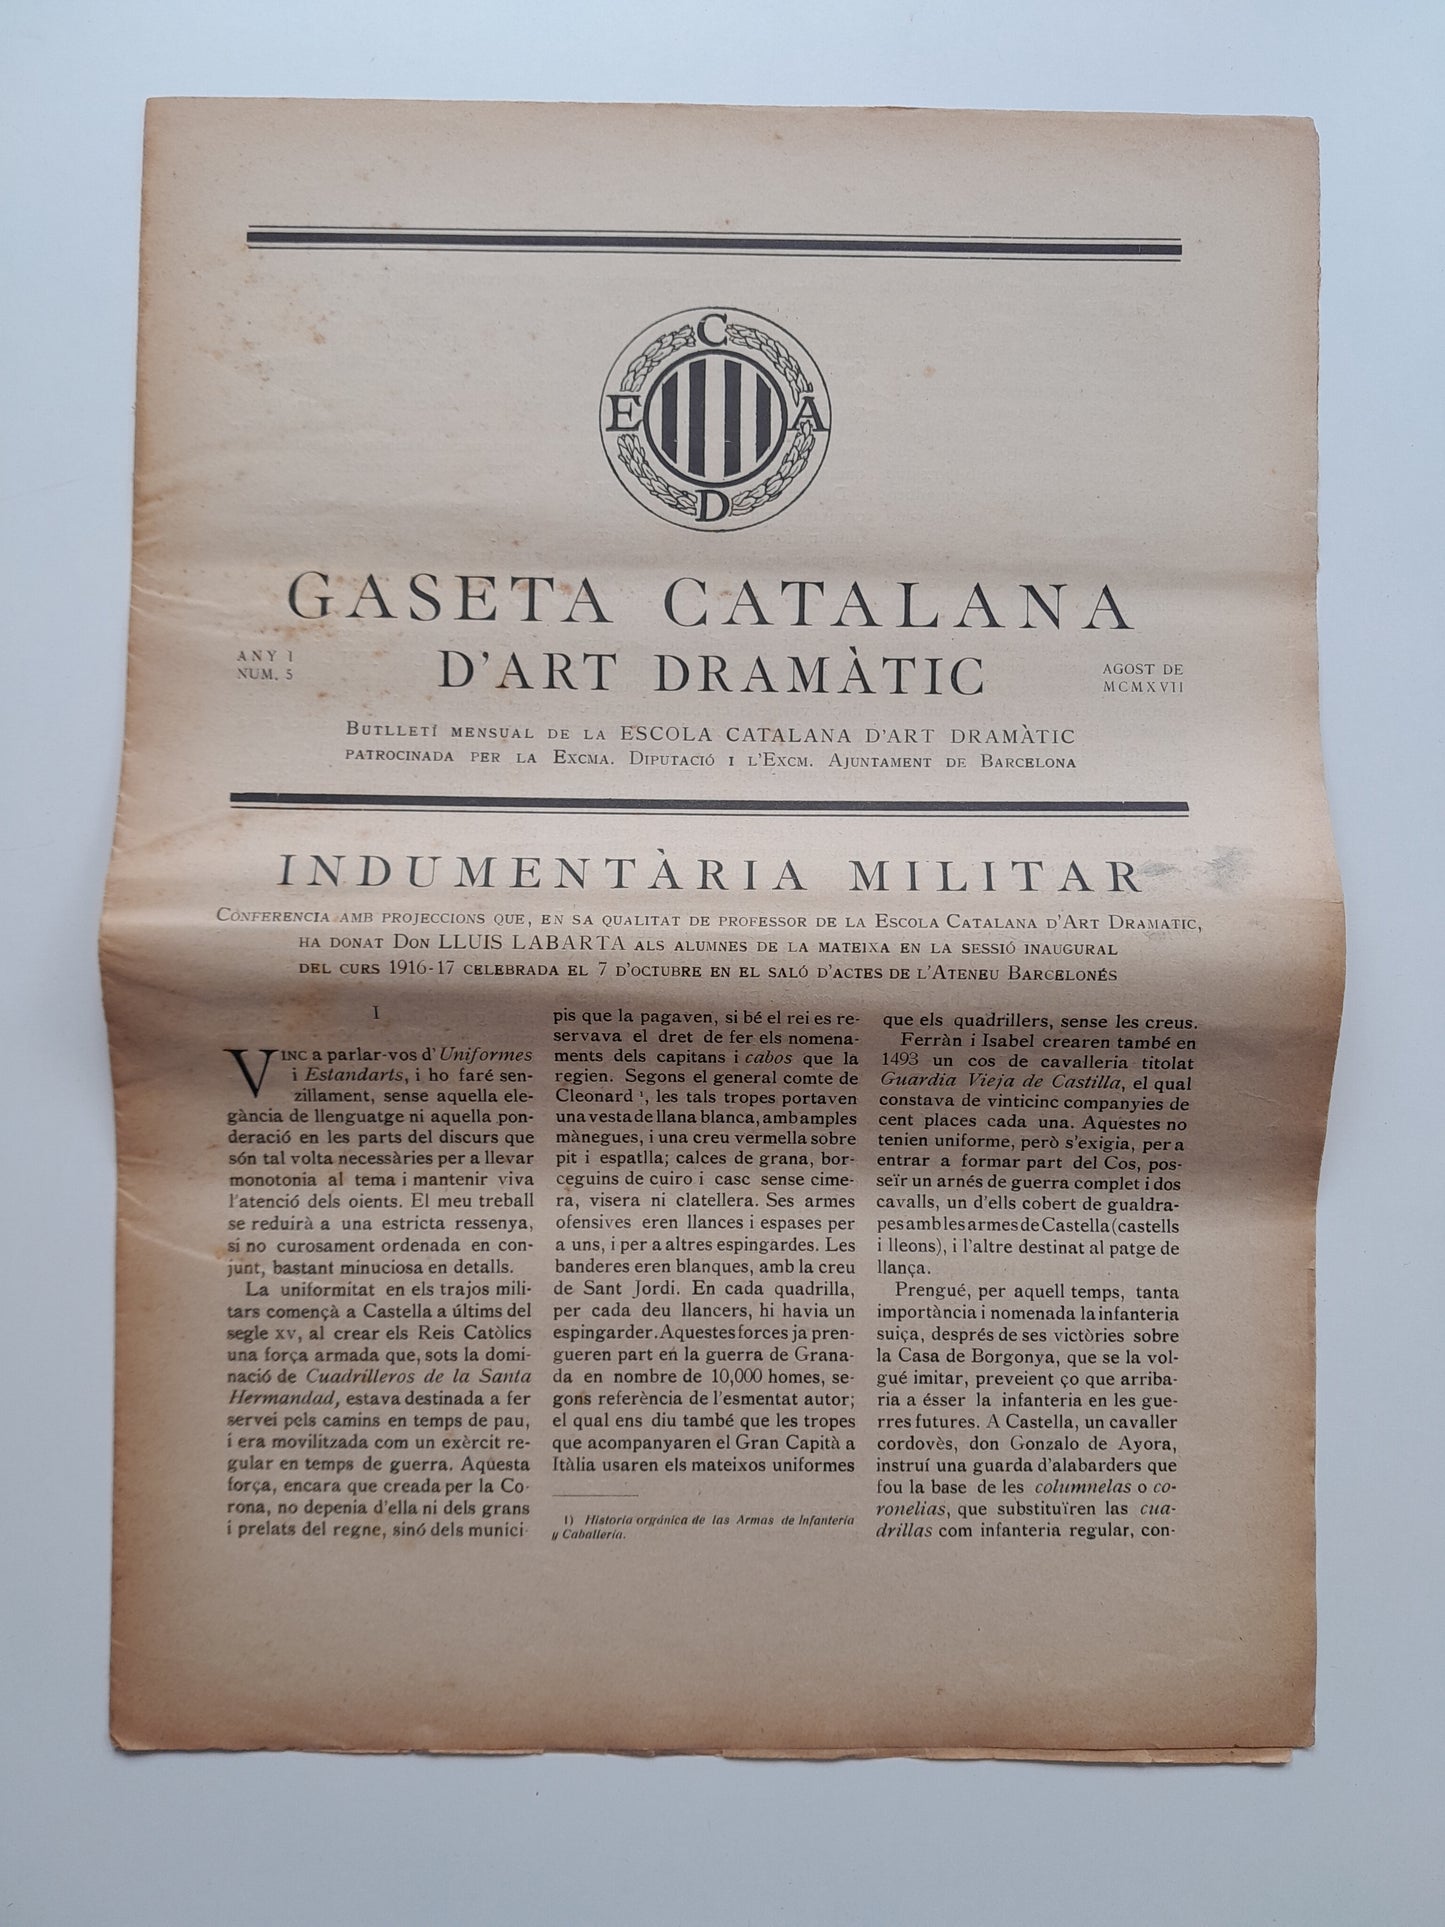 C
E
A
D
GASETA CATALANA
D'ART DRAMÀTIC
ANY I
NUM. 5
AGOST DE
MCMXVII
BUTLLETÍ MENSUAL DE LA ESCOLA CATALANA D'ART DRAMÀTIC
PATROCINADA PER LA EXCMA. DIPUTACIÓ I L'EXCM. AJUNTAMENT DE BARCELONA
INDUMENTÀRIA MILITAR
CONFERENCIA AMB PROJECCIONS QUE, EN SA QUALITAT DE PROFESSOR DE LA ESCOLA CATALANA D'ART DRAMATIC,
HA DONAT DON LLUIS LABARTA ALS ALUMNES DE LA MATEIXA EN LA SESSIÓ INAUGURAL
DEL CURS 1916-17 CELEBRADA EL 7 D'OCTUBRE EN EL SALÓ D'ACTES DE L'ATENEU BARCELONÉS
I
VINC a parlar-vos d' Uniformes
i Estandarts, i ho faré sen-
zillament, sense aquella ele-
gància de llenguatge ni aquella pon-
deració en les parts del discurs que
són tal volta necessàries per a llevar
monotonia al tema i mantenir viva
l'atenció dels oients. El meu treball
se reduirà a una estricta ressenya,
si no curosament ordenada en con-
junt, bastant minuciosa en detalls.
La uniformitat en els trajos mili-
tars començà a Castella a últims del
segle XV, al crear els Reis Catòlics
una força armada que, sots la domi-
nació de Cuadrilleros de la Santa
Hermandad, estava destinada a fer
servei pels camins en temps de pau,
i era movilitzada com un exèrcit re-
gular en temps de guerra. Aquesta
força, encara que creada per la Co-
rona, no depenia d'ella ni dels grans
i prelats del regne, sinó dels munici-
pis que la pagaven, si bé el rei es re-
servava el dret de fer els nomena-
ments dels capitans i cabos que la
regien. Segons el general comte de
Cleonard ¹, les tals tropes portaven
una vesta de llana blanca, amb amples
mànegues, i una creu vermella sobre
pit i espatlla; calces de grana, bor-
ceguins de cuiro i casc sense cime-
ra, visera ni clatellera. Ses armes
ofensives eren llances i espases per
a uns, i per a altres espingardes. Les
banderes eren blanques, amb la creu
de Sant Jordi. En cada quadrilla,
per cada deu llancers, hi havia un
espingarder. Aquestes forces ja pren-
gueren part en la guerra de Grana-
da en nombre de 10,000 homes, se-
gons referència de l'esmentat autor;
el qual ens diu també que les tropes
que acompanyaren el Gran Capità a
Itàlia usaren els mateixos uniformes
1) Historia orgánica de las Armas de Infantería
y Caballería.
que els quadrillers, sense les creus.
Ferràn i Isabel crearen també en
1493 un cos de cavalleria titolat
Guardia Vieja de Castilla, el qual
constava de vinticinc companyies de
cent places cada una. Aquestes no
tenien uniforme, però s'exigia, per a
entrar a formar part del Cos, pos-
seïr un arnés de guerra complet i dos
cavalls, un d'ells cobert de gualdra-
pes amb les armes de Castella (castells
i lleons), i l'altre destinat al patge de
llança.
Prengué, per aquell temps, tanta
importància i nomenada la infanteria
suiça, després de ses victòries sobre
la Casa de Borgonya, que se la vol-
gué imitar, preveient ço que arriba-
ria a ésser la infanteria en les gue-
rres futures. A Castella, un cavaller
cordovès, don Gonzalo de Ayora,
instruí una guarda d'alabarders que
fou la base de les columnelas o co-
ronelias, que substituïren las cua-
drillas com infanteria regular, con-